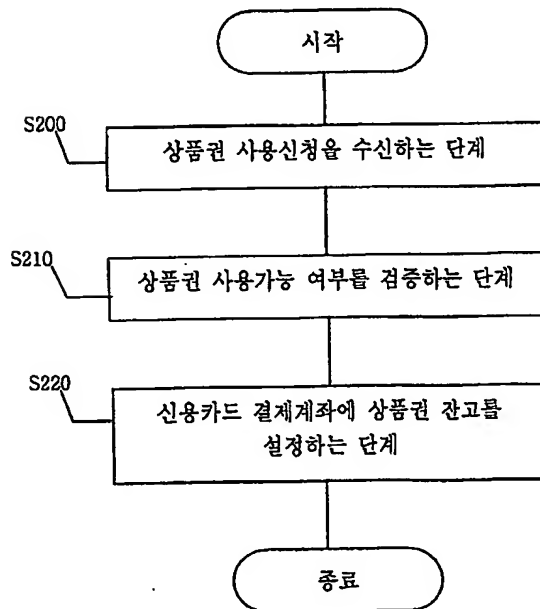 시작
S200
상품권 사용신청을 수신하는 단계
S210
상품권 사용가능 여부를 검증하는 단계
S220
신용카드 결제계좌에 상품권 잔고를
설정하는 단계
종료